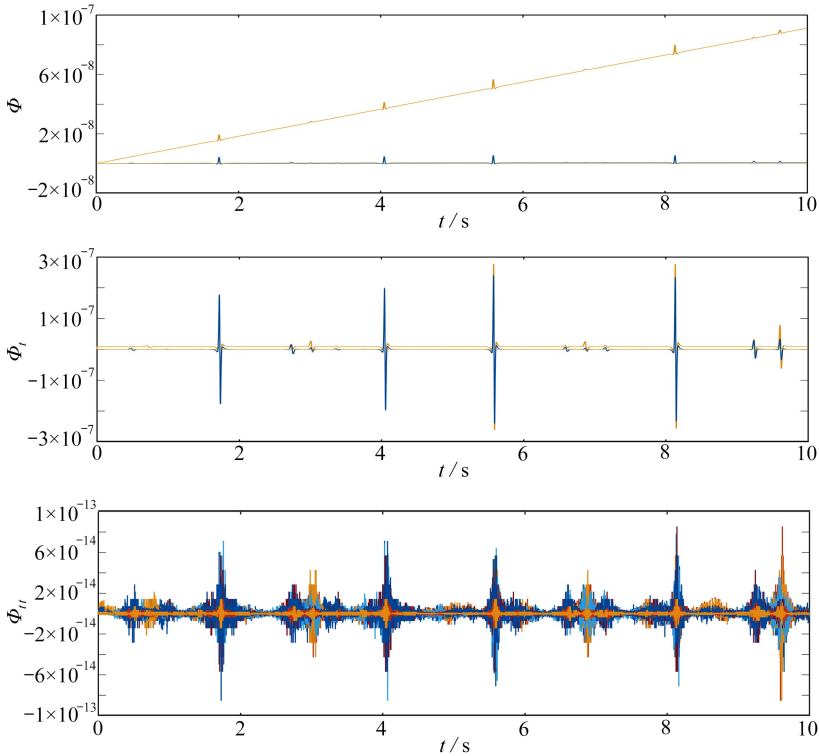 1×10⁻⁷
6×10⁻⁸
Φ
2×10⁻⁸
−2×10⁻⁸
0 2 4 6 8 10
t / s
3×10⁻⁷
1×10⁻⁷
Φₜ
−1×10⁻⁷
−3×10⁻⁷
0 2 4 6 8 10
t / s
1×10⁻¹³
6×10⁻¹⁴
2×10⁻¹⁴
Φₜₜ
−2×10⁻¹⁴
−6×10⁻¹⁴
−1×10⁻¹³
0 2 4 6 8 10
t / s